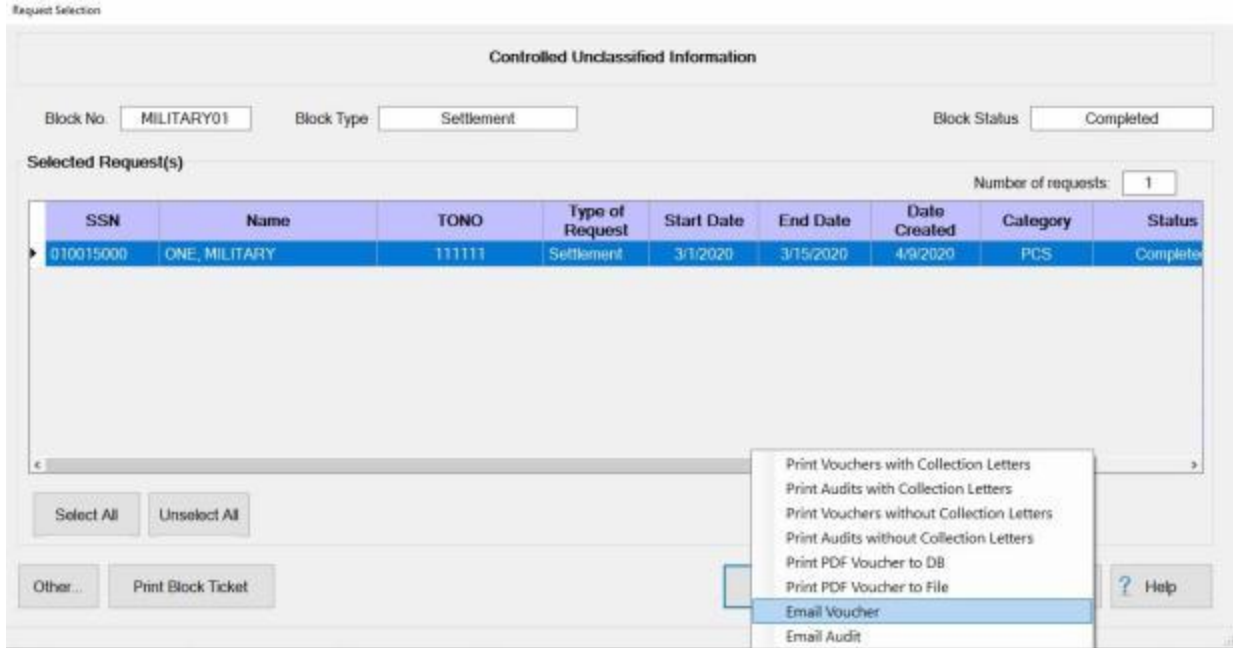 Request Selection
Controlled Unclassified Information
Block No. MILITARY01 Block Type Settlement Block Status Completed
Selected Request(s)
Number of requests: 1
SSN Name TONO Type of Request Start Date End Date Date Created Category Status
010015000 ONE, MILITARY 111111 Settlement 3/1/2020 3/15/2020 4/9/2020 PCS Complete
Print Vouchers with Collection Letters
Print Audits with Collection Letters
Select All Unselect All Print Vouchers without Collection Letters
Print Audits without Collection Letters
Print PDF Voucher to DB
Other... Print Block Ticket Print PDF Voucher to File ? Help
Email Voucher
Email Audit